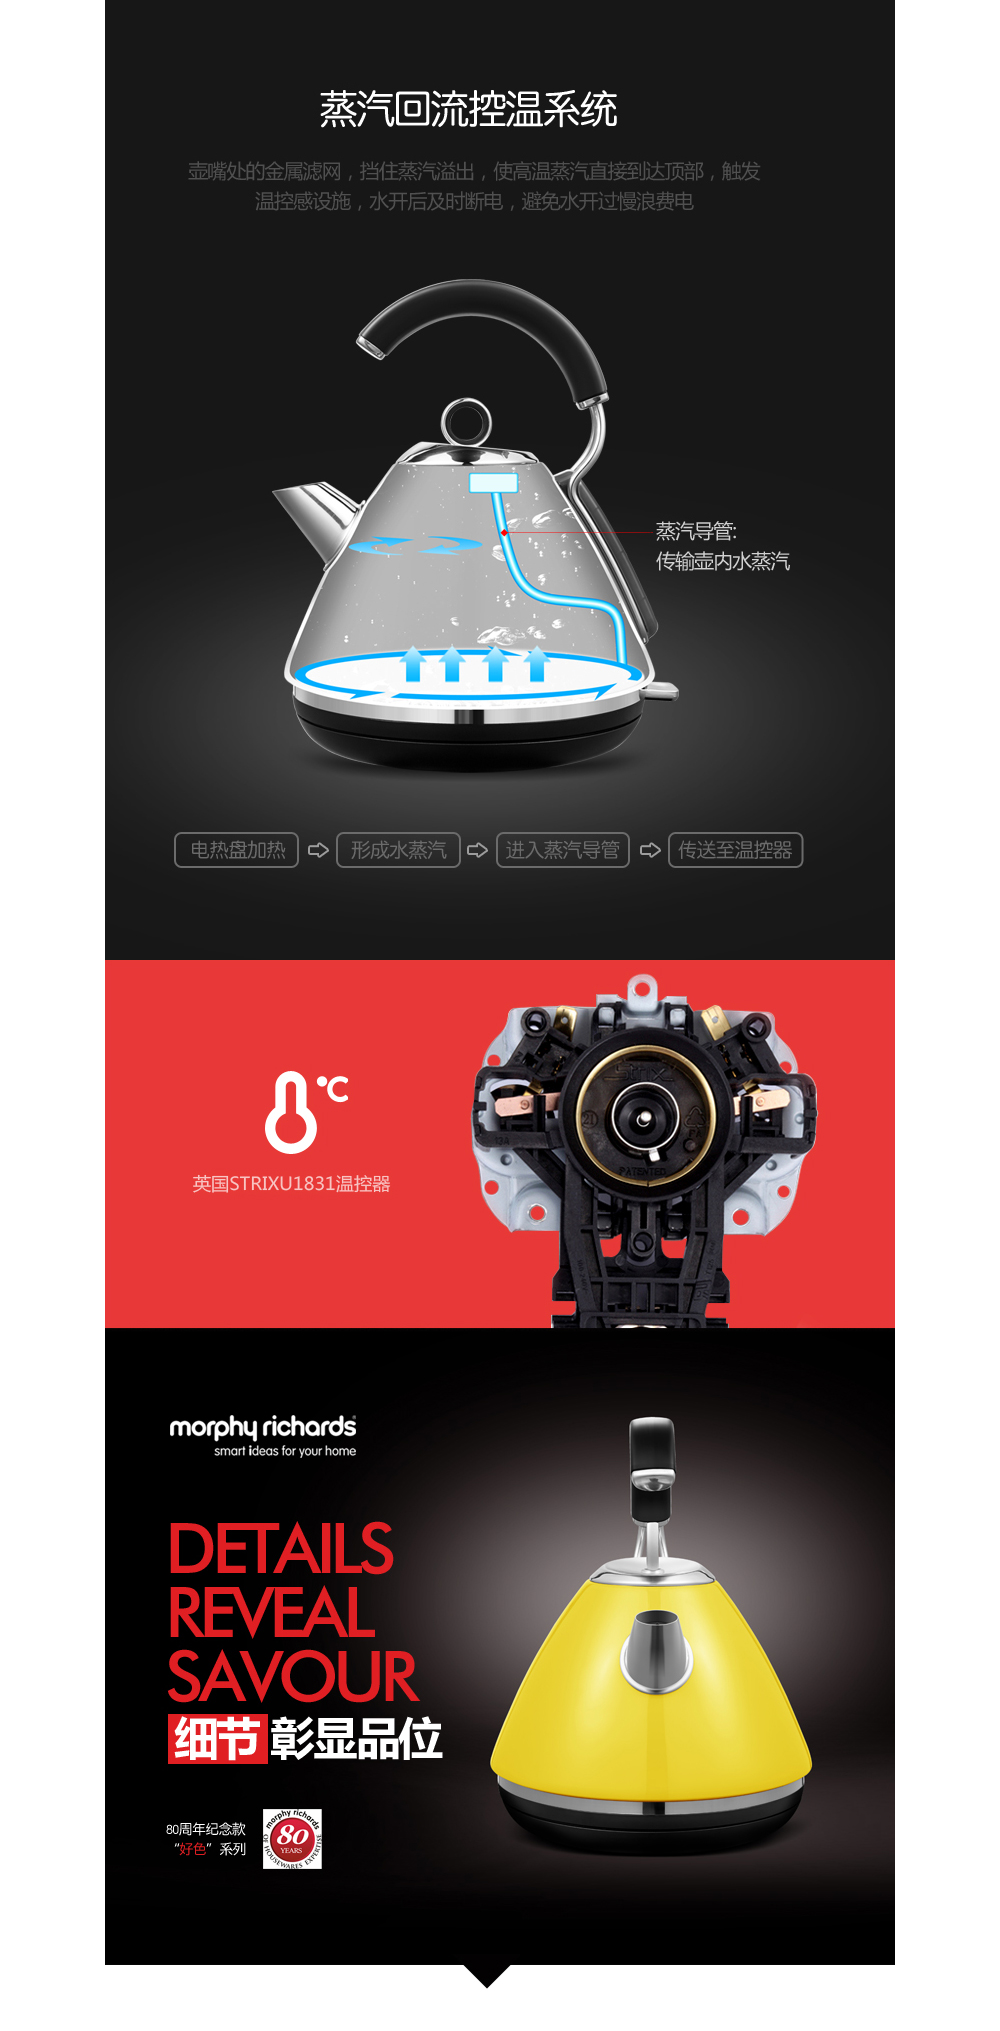 蒸汽回流控温系统
壶嘴处的金属滤网，挡住蒸汽溢出，使高温蒸汽直接到达顶部，触发
温控感设施，水开后及时断电，避免水开过慢浪费电
蒸汽导管:
传输壶内水蒸汽
电热盘加热 形成水蒸汽 进入蒸汽导管 传送至温控器
℃
strix
21
12A
PATENTED
英国STRIXU1831温控器
morphy richards
smart ideas for your home
DETAILS
REVEAL
SAVOUR
细节 彰显品位
80周年纪念款
“好色”系列
morphy richards
80
YEARS
OF HOUSEWARES EXPERTISE